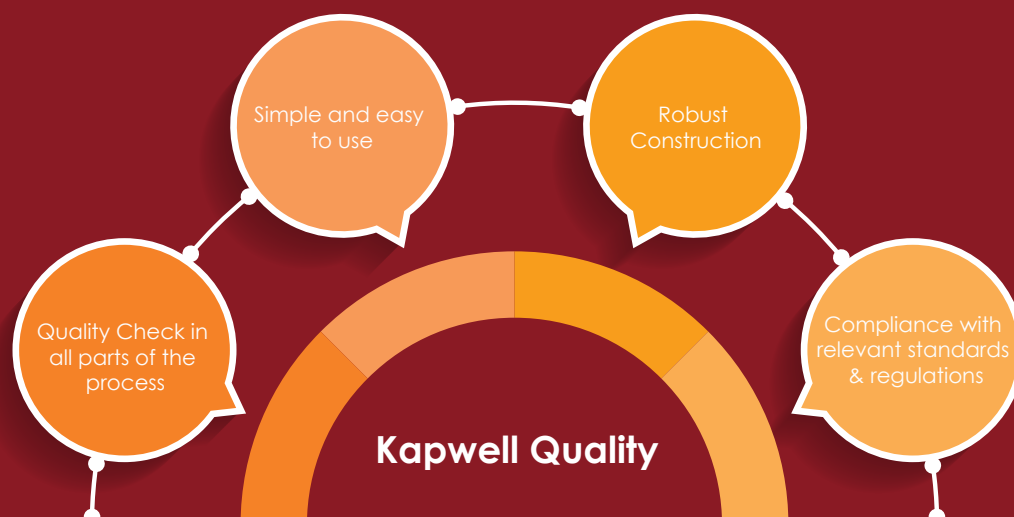 Simple and easy
to use
Robust
Construction
Quality Check in
all parts of the
process
Compliance with
relevant standards
& regulations
Kapwell Quality